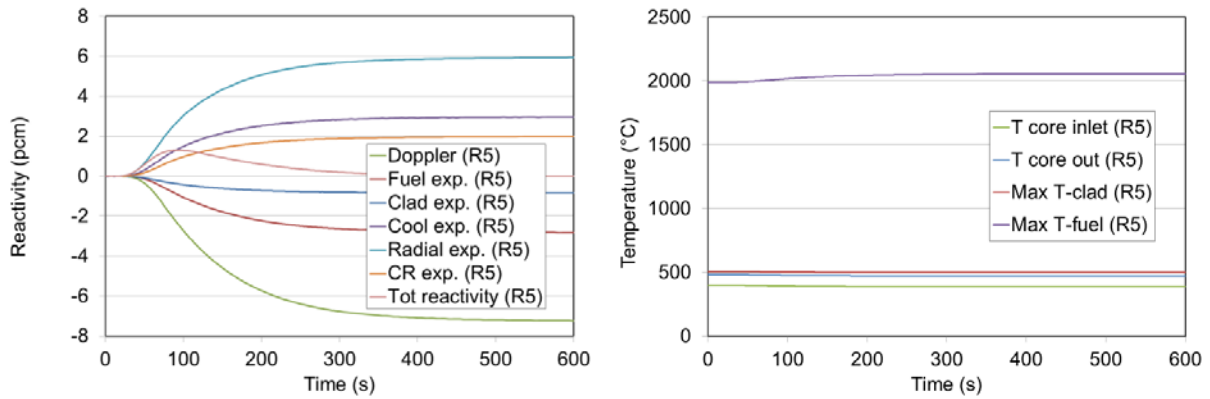 8
6
4
2
0
-2
-4
-6
-8
Reactivity (pcm)
0 100 200 300 400 500 600
Time (s)
Doppler (R5)
Fuel exp. (R5)
Clad exp. (R5)
Cool exp. (R5)
Radial exp. (R5)
CR exp. (R5)
Tot reactivity (R5)
2500
2000
1500
1000
500
0
Temperature (°C)
0 100 200 300 400 500 600
Time (s)
T core inlet (R5)
T core out (R5)
Max T-clad (R5)
Max T-fuel (R5)